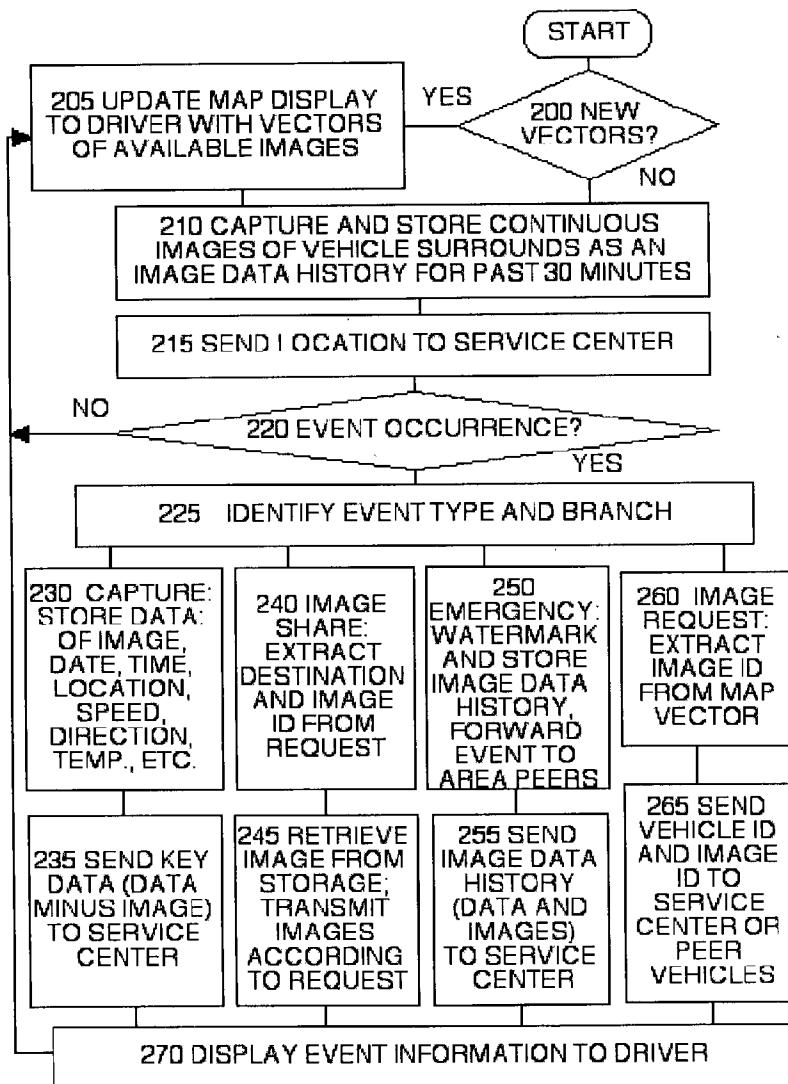 START
205 UPDATE MAP DISPLAY
TO DRIVER WITH VECTORS
OF AVAILABLE IMAGES
YES
200 NEW
VECTORS?
NO
210 CAPTURE AND STORE CONTINUOUS
IMAGES OF VEHICLE SURROUNDS AS AN
IMAGE DATA HISTORY FOR PAST 30 MINUTES
215 SEND LOCATION TO SERVICE CENTER
NO
220 EVENT OCCURRENCE?
YES
225 IDENTIFY EVENT TYPE AND BRANCH
230 CAPTURE:
STORE DATA:
OF IMAGE,
DATE, TIME,
LOCATION,
SPEED,
DIRECTION,
TEMP., ETC.
240 IMAGE
SHARE:
EXTRACT
DESTINATION
AND IMAGE
ID FROM
REQUEST
250
EMERGENCY:
WATERMARK
AND STORE
IMAGE DATA
HISTORY,
FORWARD
EVENT TO
AREA PEERS
260 IMAGE
REQUEST:
EXTRACT
IMAGE ID
FROM MAP
VECTOR
235 SEND KEY
DATA (DATA
MINUS IMAGE)
TO SERVICE
CENTER
245 RETRIEVE
IMAGE FROM
STORAGE;
TRANSMIT
IMAGES
ACCORDING
TO REQUEST
255 SEND
IMAGE DATA
HISTORY
(DATA AND
IMAGES)
TO SERVICE
CENTER
265 SEND
VEHICLE ID
AND IMAGE
ID TO
SERVICE
CENTER OR
PEER
VEHICLES
270 DISPLAY EVENT INFORMATION TO DRIVER